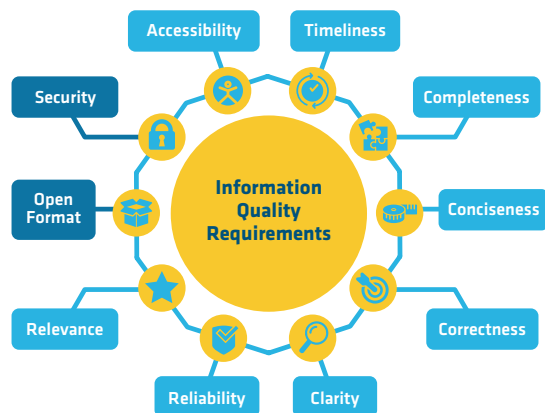 Accessibility
Timeliness
Security
Completeness
Information
Quality
Requirements
Open
Format
Conciseness
Relevance
Correctness
Reliability
Clarity